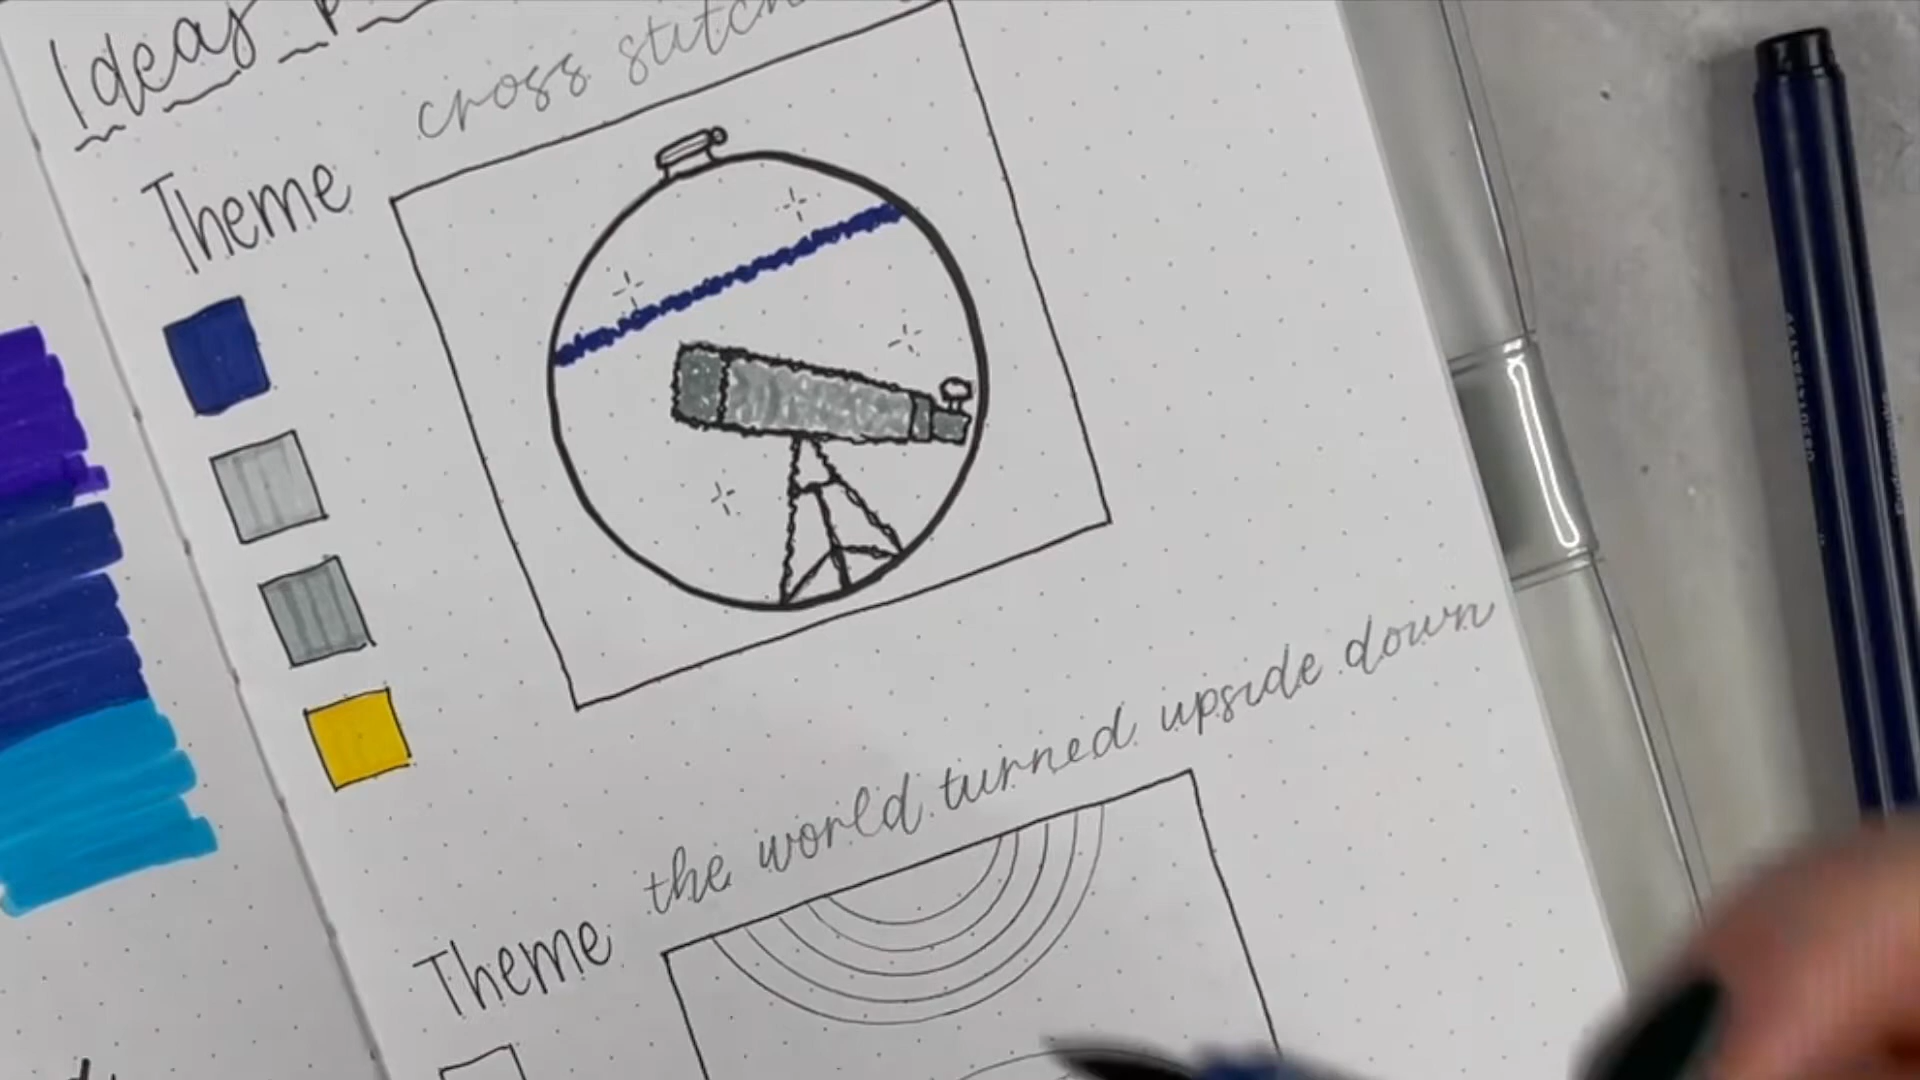 Ideas
cross stitch
Theme
the world turned upside down
Theme